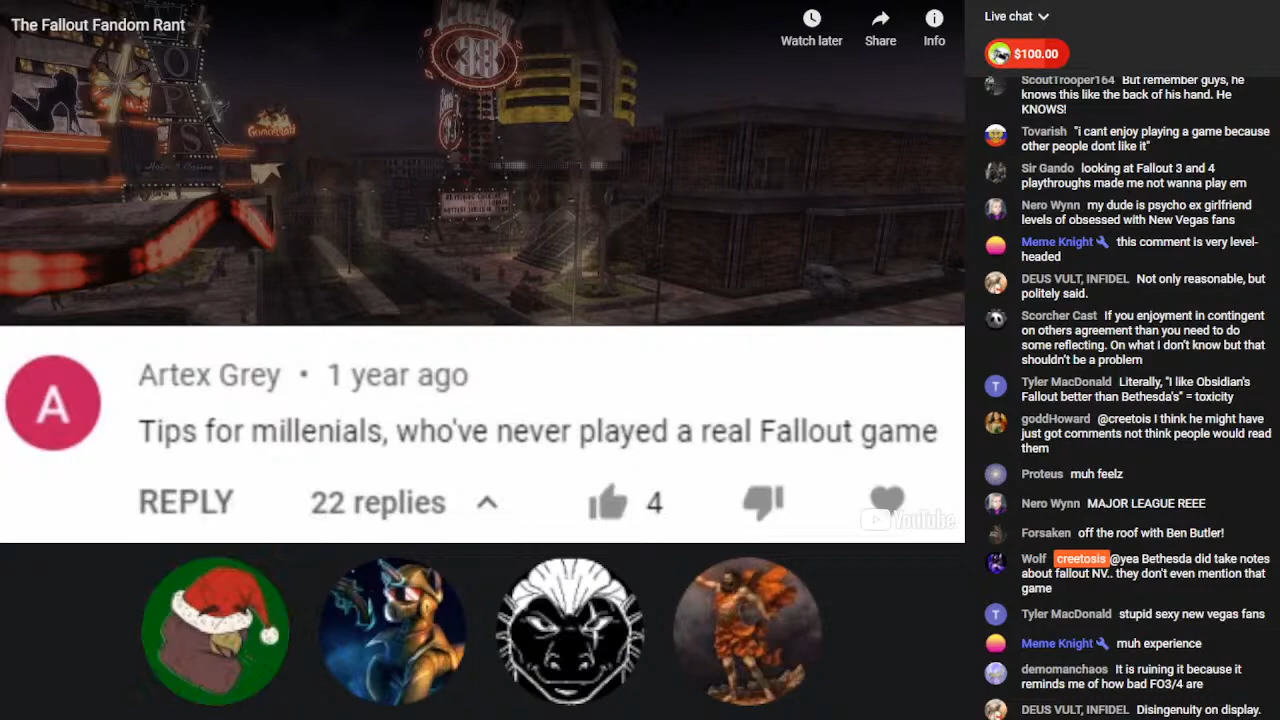 The Fallout Fandom Rant
Watch later
Share
Info
38
Gomorrah
Artex Grey • 1 year ago
Tips for millenials, who've never played a real Fallout game
REPLY
22 replies
4
YouTube
A
Live chat
$100.00
ScoutTrooper164 But remember guys, he
knows this like the back of his hand. He
KNOWS!
Tovarish "i cant enjoy playing a game because
other people dont like it"
Sir Gando looking at Fallout 3 and 4
playthroughs made me not wanna play em
Nero Wynn my dude is psycho ex girlfriend
levels of obsessed with New Vegas fans
Meme Knight this comment is very level-
headed
DEUS VULT, INFIDEL Not only reasonable, but
politely said.
Scorcher Cast If you enjoyment in contingent
on others agreement than you need to do
some reflecting. On what I don't know but that
shouldn't be a problem
T
Tyler MacDonald Literally, "I like Obsidian's
Fallout better than Bethesda's" = toxicity
goddHoward @creetois I think he might have
just got comments not think people would read
them
Proteus muh feelz
Nero Wynn MAJOR LEAGUE REEE
Forsaken off the roof with Ben Butler!
Wolf creetosis @yea Bethesda did take notes
about fallout NV.. they don't even mention that
game
T
Tyler MacDonald stupid sexy new vegas fans
Meme Knight muh experience
demomanchaos It is ruining it because it
reminds me of how bad FO3/4 are
DEUS VULT, INFIDEL Disingenuity on display.